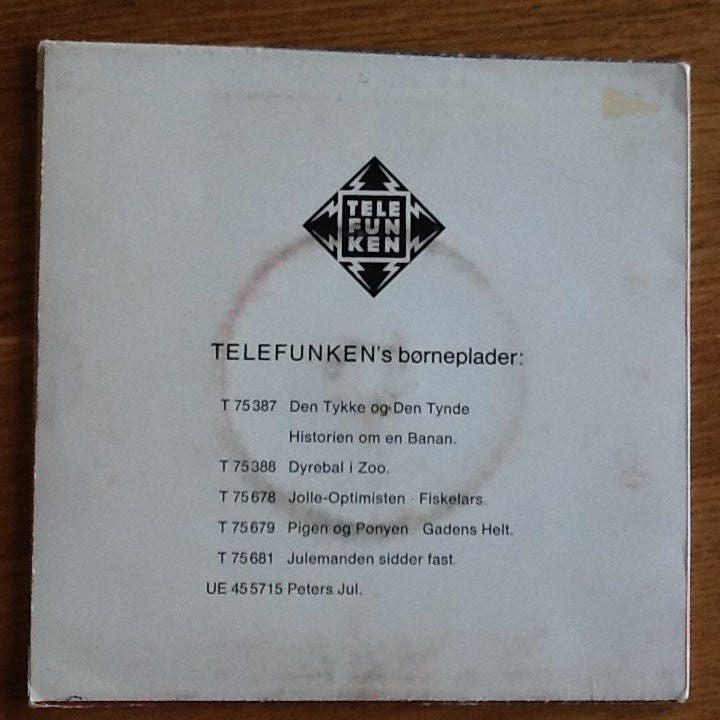 TELE
FUN
KEN
TELEFUNKEN's børneplader:
T 75387 Den Tykke og Den Tynde
Historien om en Banan.
T 75388 Dyrebal i Zoo.
T 75678 Jolle-Optimisten · Fiskelars.
T 75679 Pigen og Ponyen Gadens Helt.
T 75681 Julemanden sidder fast.
UE 455715 Peters Jul.